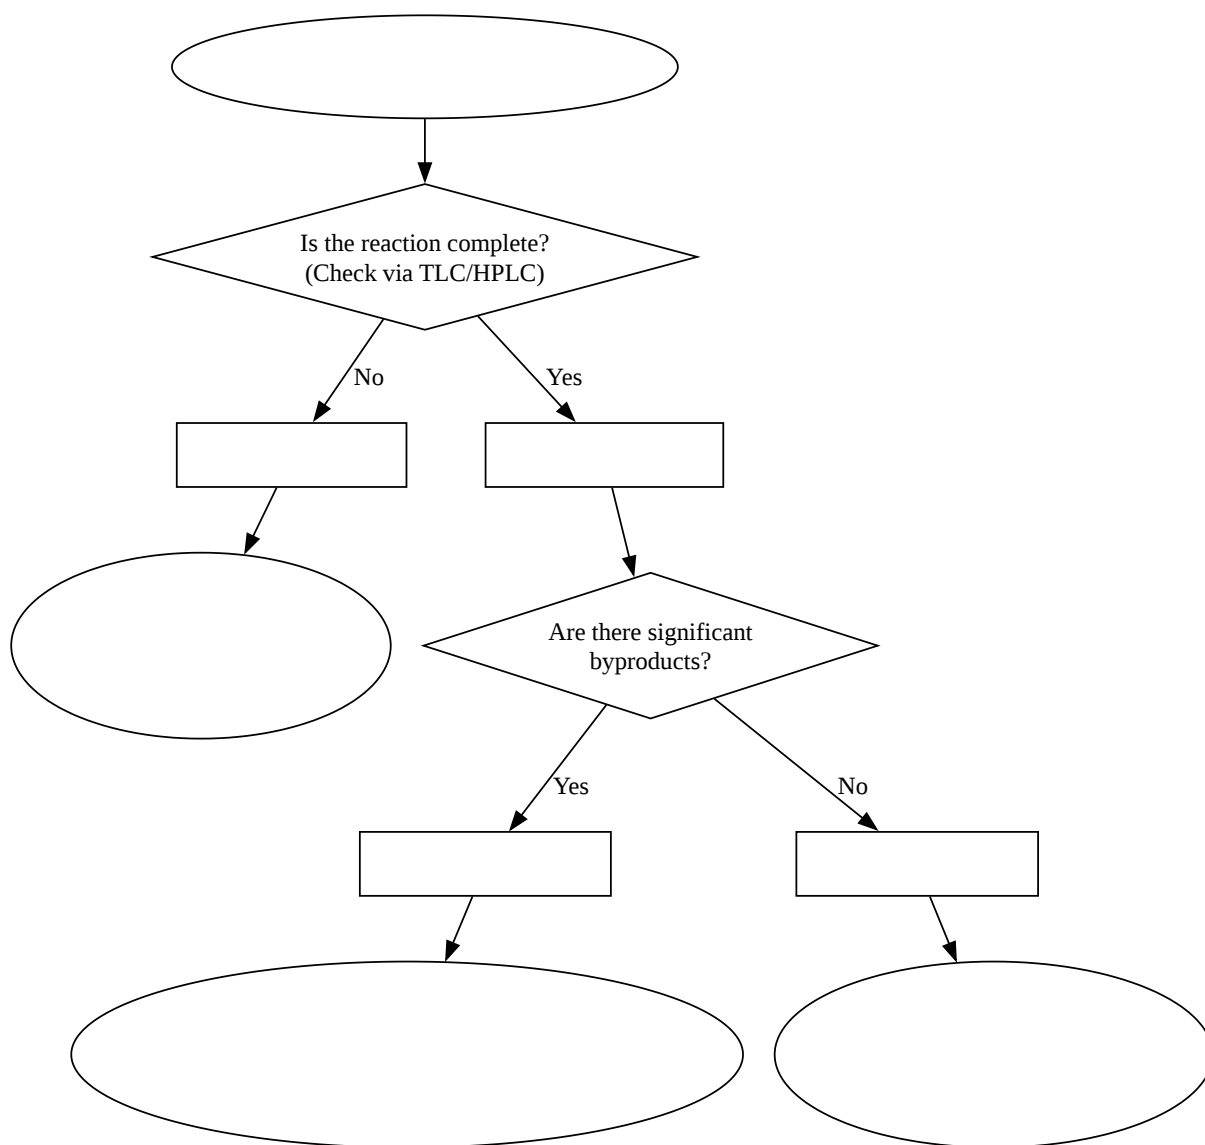 Is the reaction complete?
(Check via TLC/HPLC)
No
Yes
Are there significant
byproducts?
Yes
No